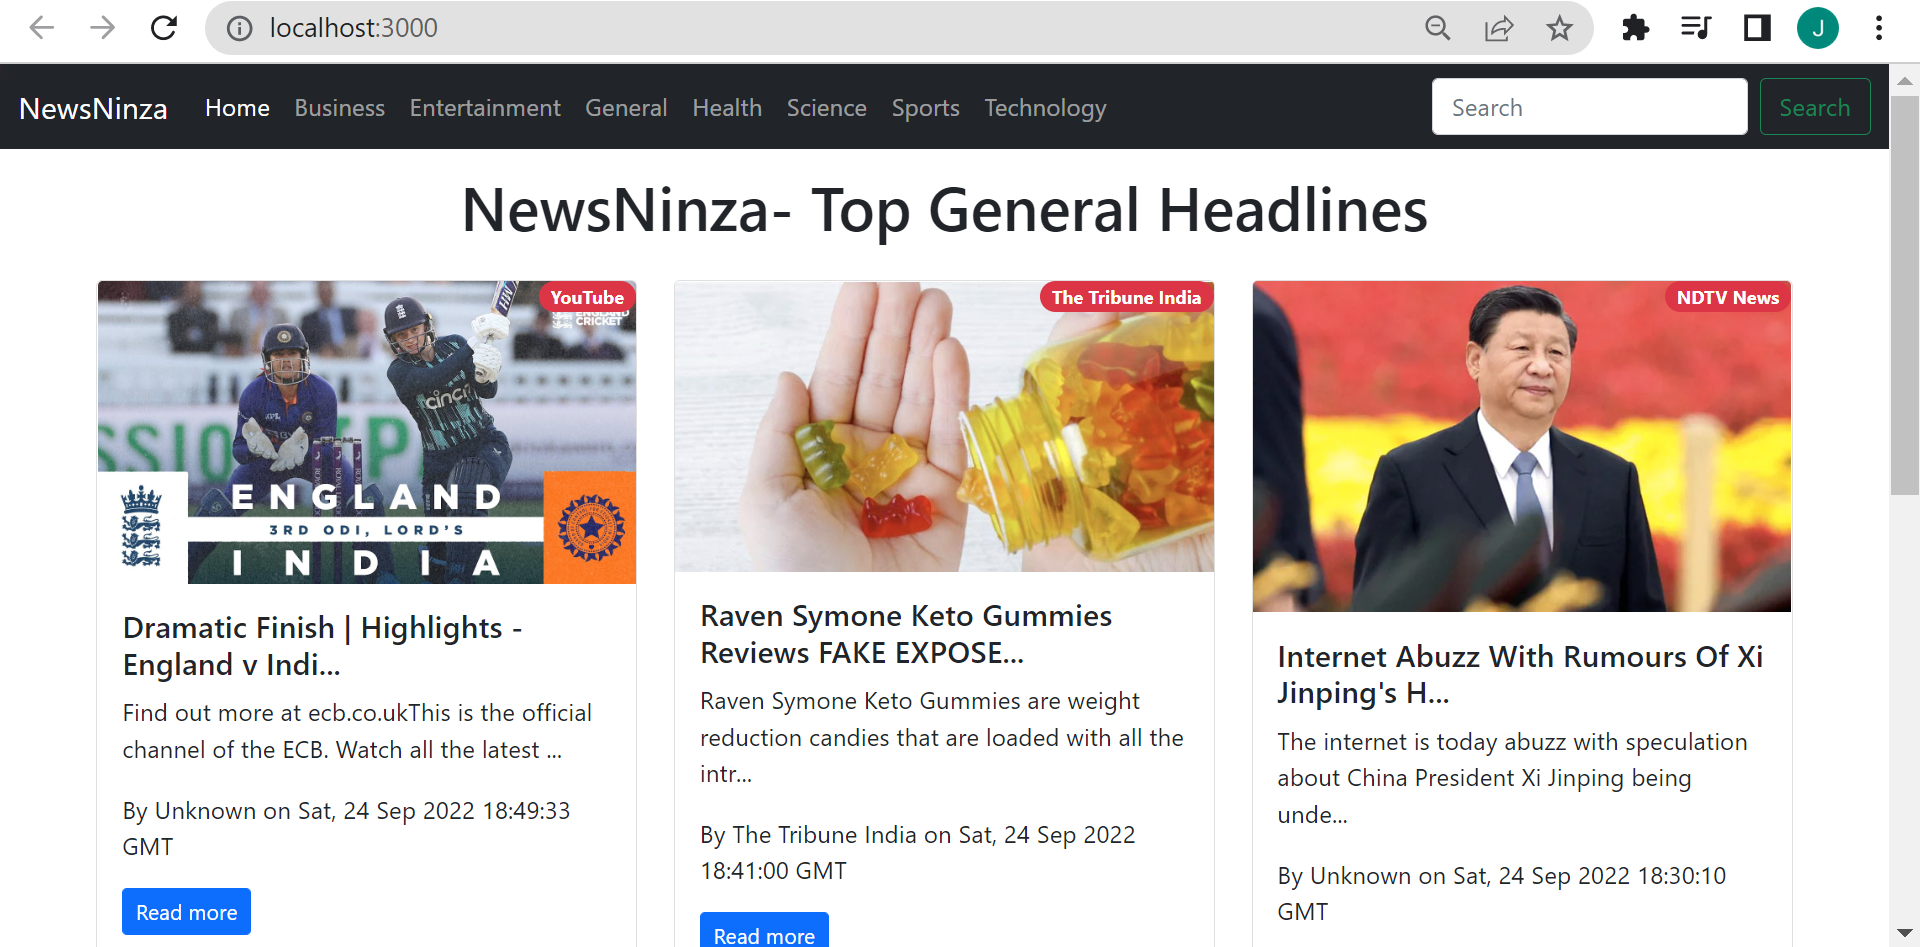 localhost:3000
J
NewsNinza Home Business Entertainment General Health Science Sports Technology Search Search
NewsNinza- Top General Headlines
YouTube
ENGLAND
CRICKET
cinch
ENGLAND
3RD ODI, LORD'S
INDIA
Dramatic Finish | Highlights -
England v Indi...
Find out more at ecb.co.ukThis is the official
channel of the ECB. Watch all the latest ...
By Unknown on Sat, 24 Sep 2022 18:49:33
GMT
Read more
The Tribune India
Raven Symone Keto Gummies
Reviews FAKE EXPOSE...
Raven Symone Keto Gummies are weight
reduction candies that are loaded with all the
intr...
By The Tribune India on Sat, 24 Sep 2022
18:41:00 GMT
Read more
NDTV News
Internet Abuzz With Rumours Of Xi
Jinping's H...
The internet is today abuzz with speculation
about China President Xi Jinping being
unde...
By Unknown on Sat, 24 Sep 2022 18:30:10
GMT